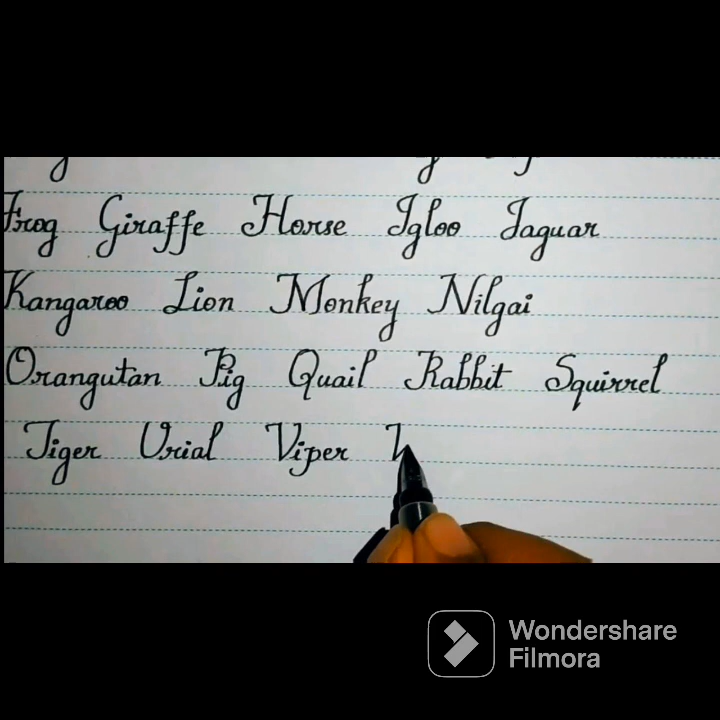 Frog Giraffe Horse Igloo Jaguar
Kangaroo Lion Monkey Nilgai
Orangutan Pig Quail Rabbit Squirrel
Tiger Urial Viper
Wondershare
Filmora